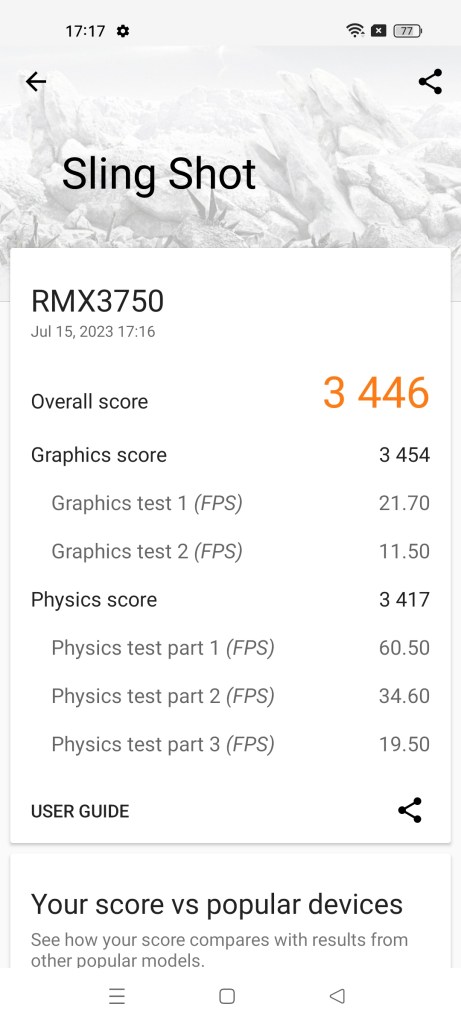 17:17
77
Sling Shot
RMX3750
Jul 15, 2023 17:16
Overall score 3 446
Graphics score 3 454
Graphics test 1 (FPS) 21.70
Graphics test 2 (FPS) 11.50
Physics score 3 417
Physics test part 1 (FPS) 60.50
Physics test part 2 (FPS) 34.60
Physics test part 3 (FPS) 19.50
USER GUIDE
Your score vs popular devices
See how your score compares with results from
other popular models.